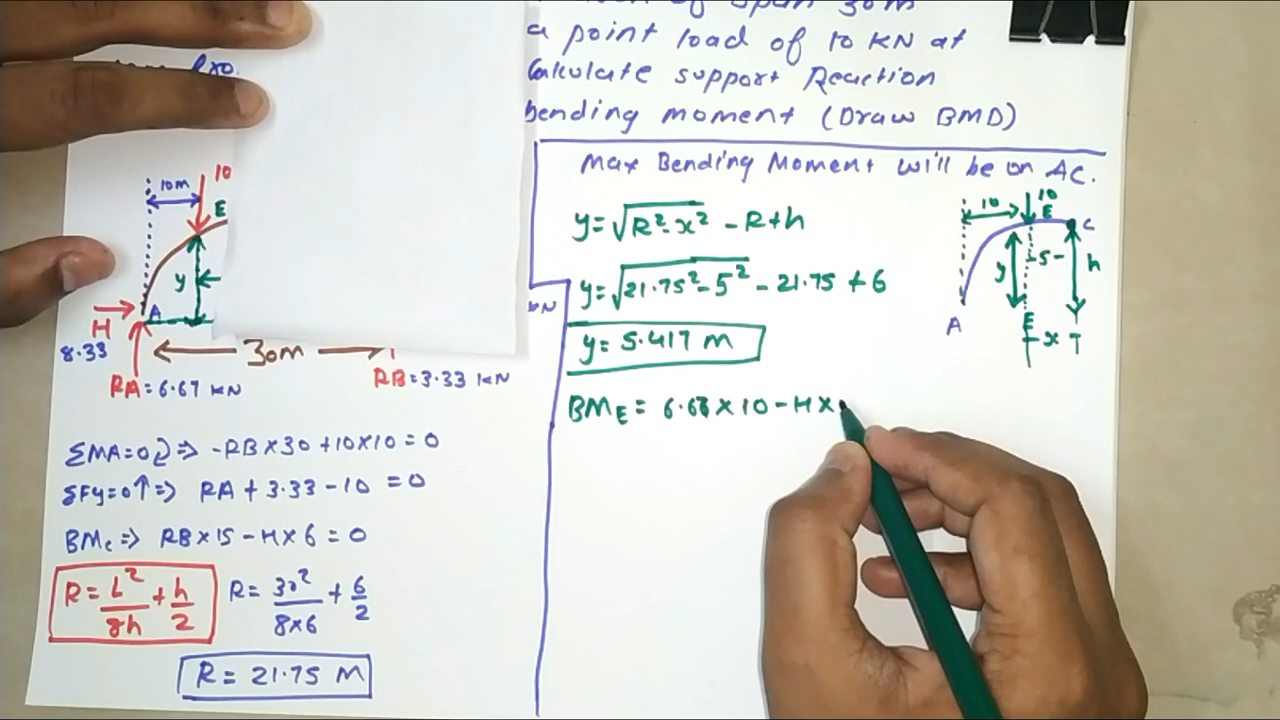 of span 30m
a point load of 10 KN at
Calculate support Reaction
bending moment (Draw BMD)
10m
10
E
y
H
A
8.33
30m
RA = 6.67 KN
RB = 3.33 KN
KN
ΣMA=0↻⇒ -RB×30+10×10=0
ΣFy=0↑⇒ RA + 3.33 - 10 = 0
BMc⇒ RB×15 - H×6 = 0
R = L²/8h + h/2
R = 30²/8×6 + 6/2
R = 21.75 M
Max Bending Moment will be on AC.
y = √R²-x² - R+h
y = √21.75²-5² - 21.75 + 6
y = 5.417 M
BME = 6.67 × 10 - H×
10
10
E
C
y
5
h
A
E
x